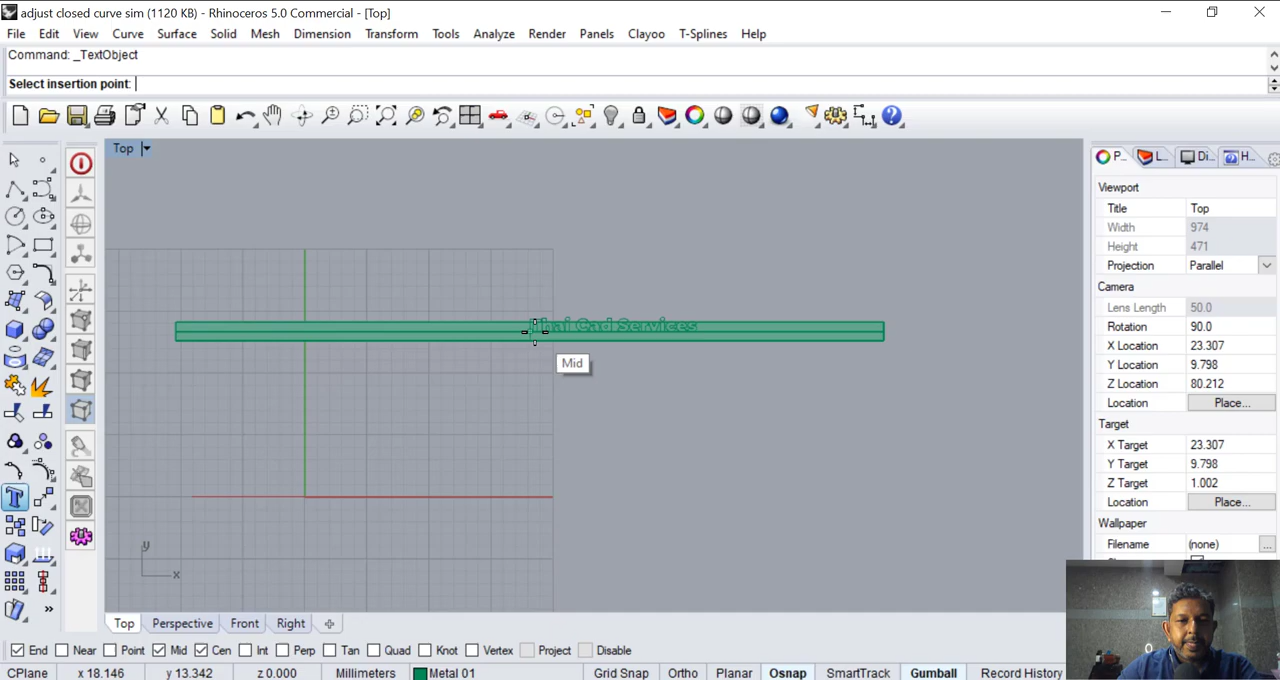 adjust closed curve sim (1120 KB) - Rhinoceros 5.0 Commercial - [Top]
File Edit View Curve Surface Solid Mesh Dimension Transform Tools Analyze Render Panels Clayoo T-Splines Help
Command: _TextObject
Select insertion point:
Top
P... L... Di... H...
Viewport
Title Top
Width 974
Height 471
Projection Parallel
Camera
Lens Length 50.0
Rotation 90.0
X Location 23.307
Y Location 9.798
Z Location 80.212
Location Place...
Target
X Target 23.307
Y Target 9.798
Z Target 1.002
Location Place...
Wallpaper
Filename (none) ...
Thai Cad Services
Mid
y
x
Top Perspective Front Right
End Near Point Mid Cen Int Perp Tan Quad Knot Vertex Project Disable
CPlane x 18.146 y 13.342 z 0.000 Millimeters Metal 01 Grid Snap Ortho Planar Osnap SmartTrack Gumball Record History